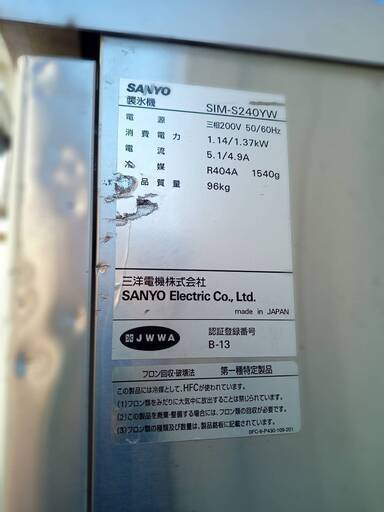 SANYO
製氷機 SIM-S240YW
電源 三相200V 50/60Hz
消費電力 1.14/1.37kW
電流 5.1/4.9A
冷媒 R404A 1540g
品質量 96kg
三洋電機株式会社
SANYO Electric Co., Ltd.
made in JAPAN
JWWA 認証登録番号
B-13
フロン回収・破壊法 第一種特定製品
この製品には冷媒として、HFCが使われています。
(1)フロン類をみだりに大気中に放出することは禁じられています。
(2)この製品を廃棄・整備する場合には、フロン類の回収が必要です。
(3)フロン類の種類及び数量は、製品銘板に記載されています。
0FC-6-P430-109-201